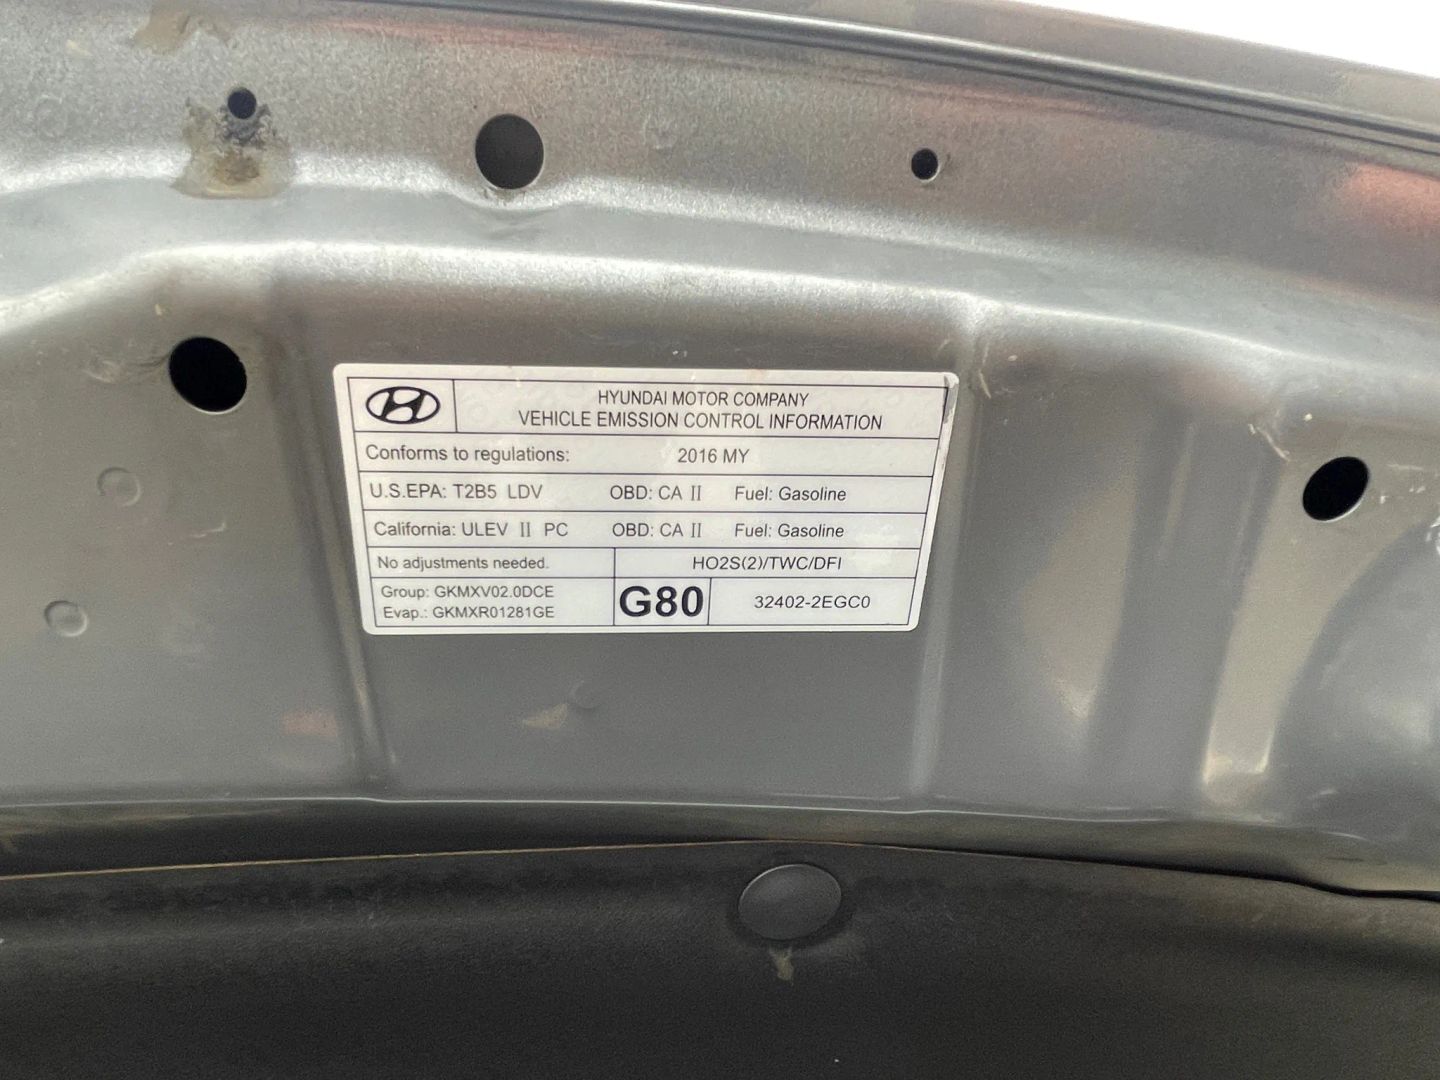 HYUNDAI MOTOR COMPANY
VEHICLE EMISSION CONTROL INFORMATION
Conforms to regulations: 2016 MY
U.S.EPA: T2B5 LDV OBD: CA II Fuel: Gasoline
California: ULEV II PC OBD: CA II Fuel: Gasoline
No adjustments needed. HO2S(2)/TWC/DFI
Group: GKMXV02.0DCE
Evap.: GKMXR01281GE
G80
32402-2EGC0